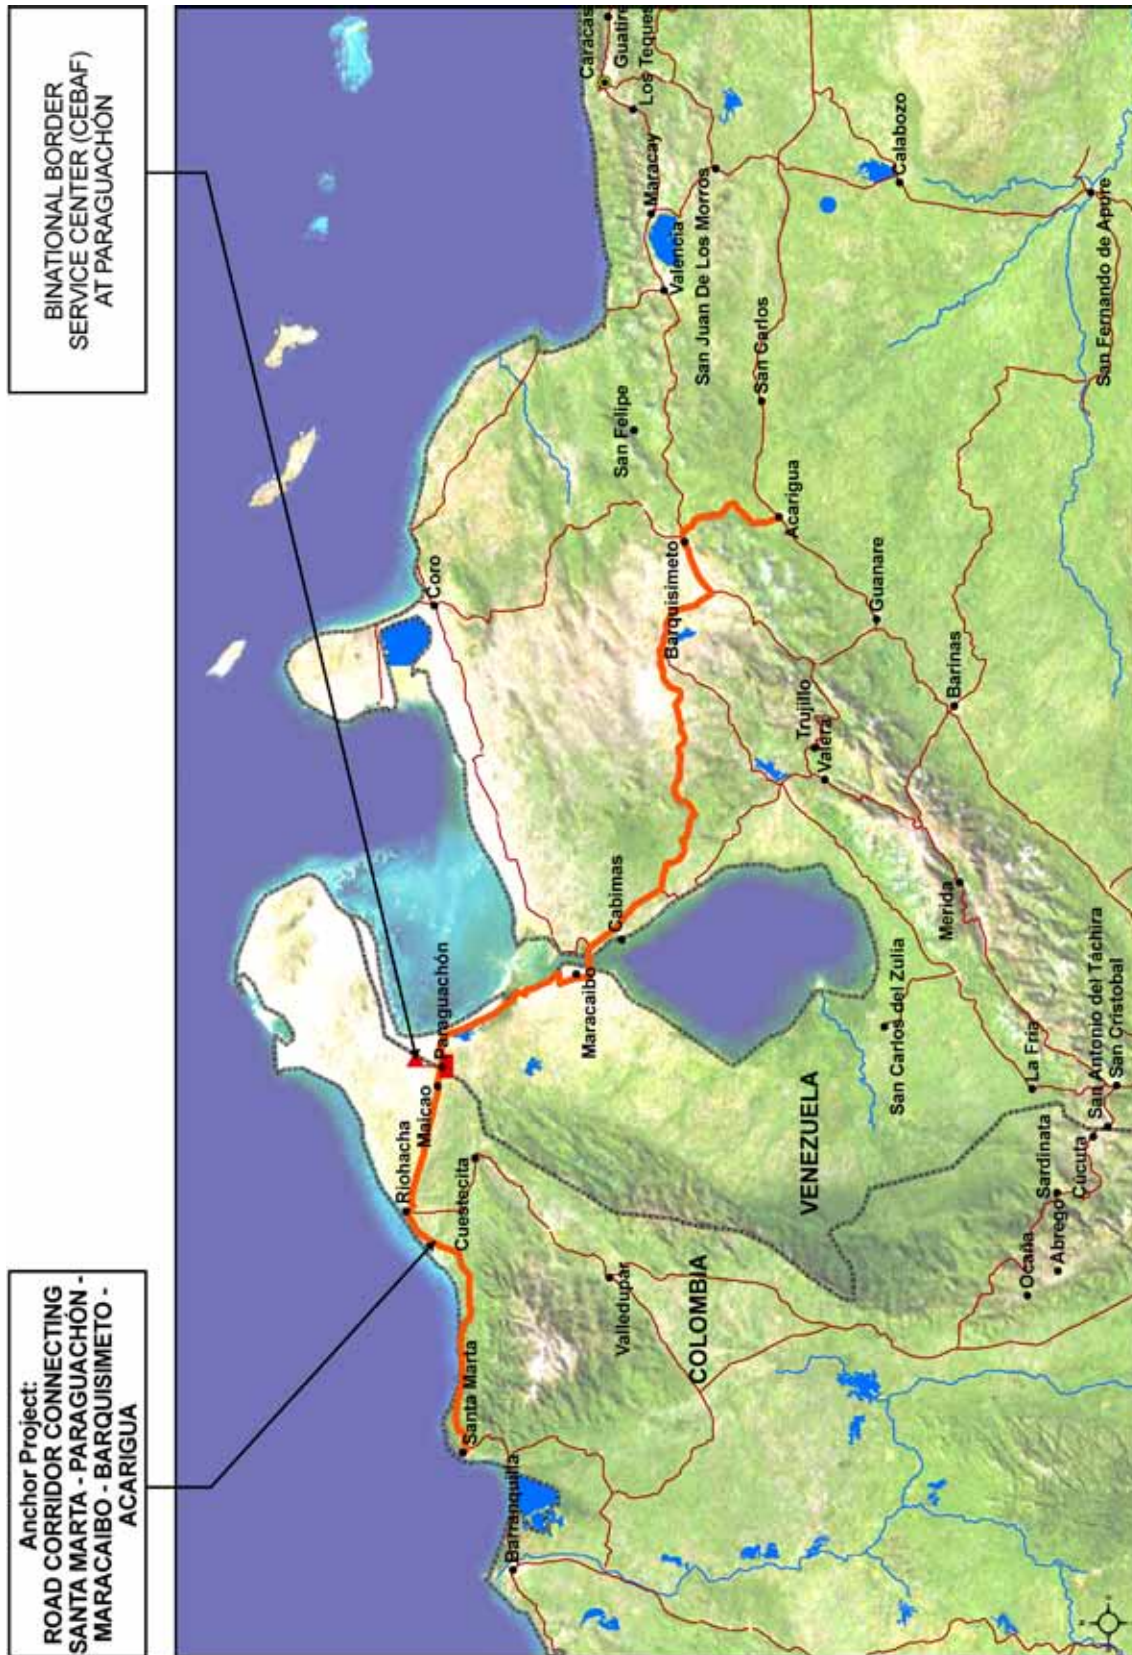 Anchor Project:
ROAD CORRIDOR CONNECTING
SANTA MARTA - PARAGUACHÓN -
MARACAIBO - BARQUISIMETO -
ACARIGUA
BINATIONAL BORDER
SERVICE CENTER (CEBAF)
AT PARAGUACHÓN
Barranquilla
Santa Marta
Riohacha
Cuestecita
Maicao
Paraguachón
Valledupar
COLOMBIA
Maracaibo
Cabimas
Coro
San Felipe
Barquisimeto
Acarigua
San Carlos
Valencia
Maracay
San Juan De Los Morros
Los Teques
Caracas
Guatire
Calabozo
San Fernando de Apure
Guanare
Barinas
Trujillo
Valera
Merida
VENEZUELA
San Carlos del Zulia
La Fría
San Antonio del Táchira
San Cristobal
Cucuta
Sardinata
Abrego
Ocaña